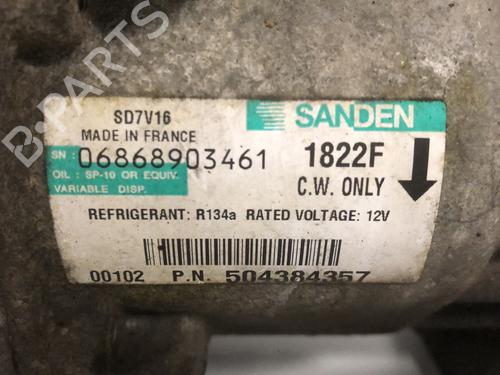 B-PARTS
SD7V16
SANDEN
MADE IN FRANCE
SN : 06868903461
1822F
OIL : SP-10 OR EQUIV.
VARIABLE DISP.
C.W. ONLY
REFRIGERANT: R134a RATED VOLTAGE: 12V
00102 P.N. 504384357